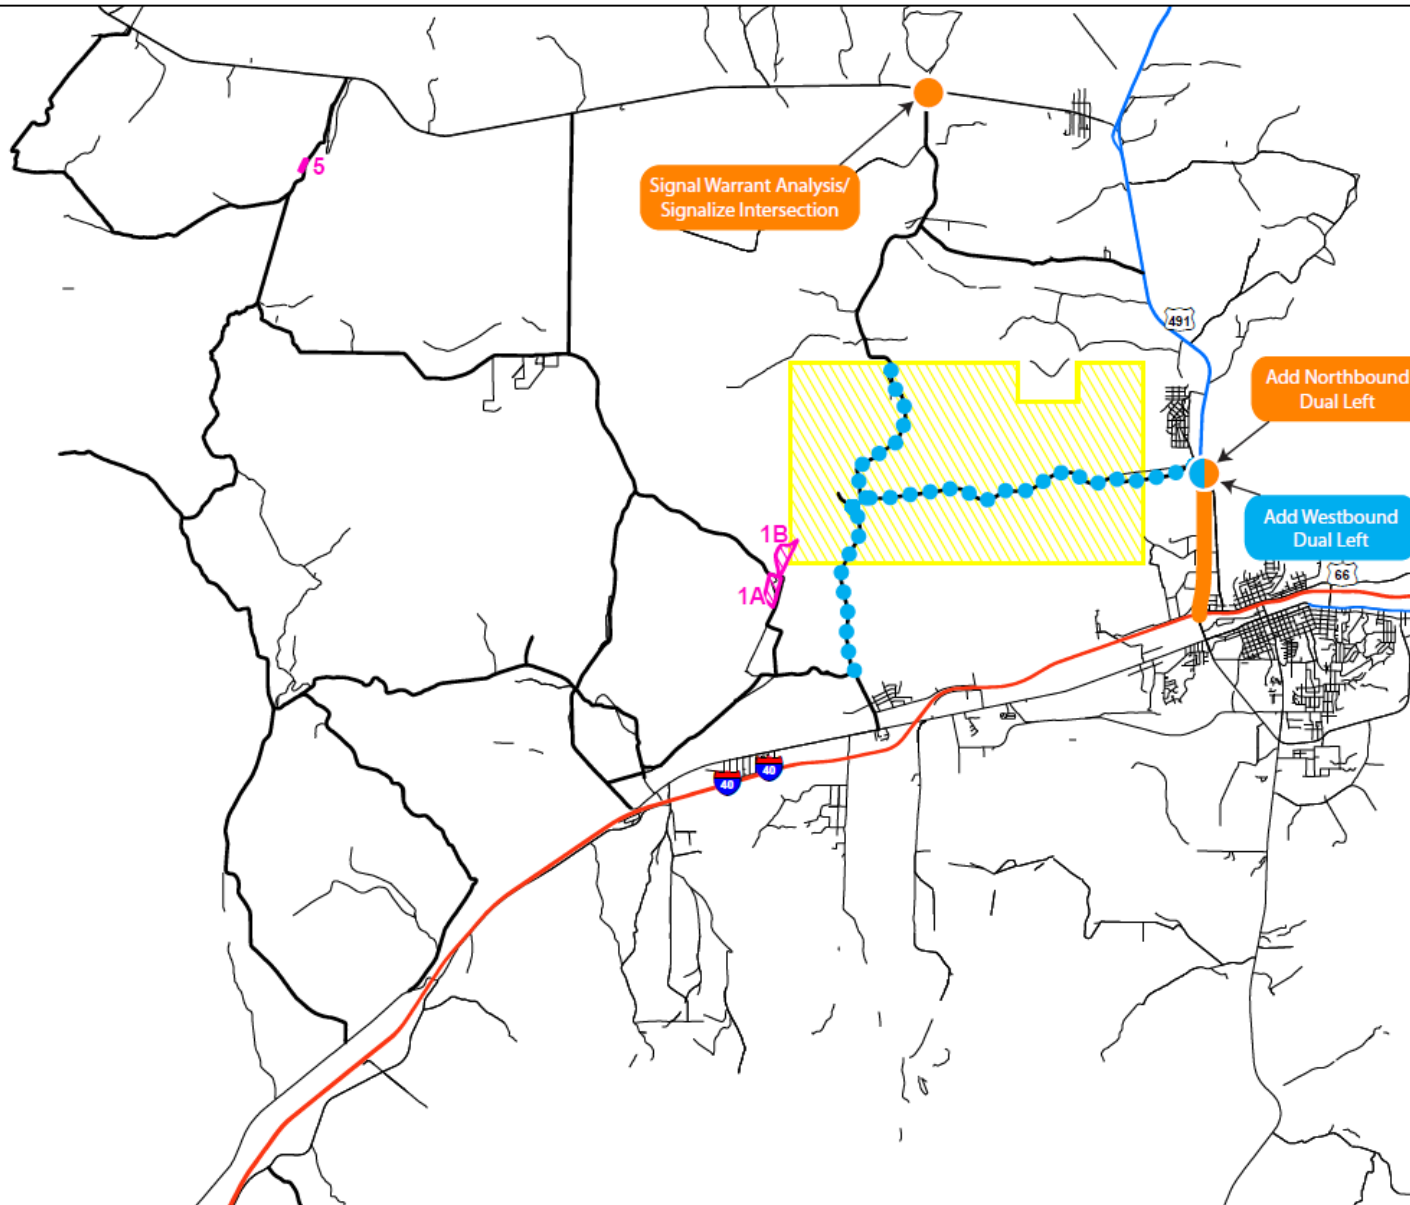 5
Signal Warrant Analysis/
Signalize Intersection
491
Add Northbound
Dual Left
Add Westbound
Dual Left
1B
66
1A
40
40